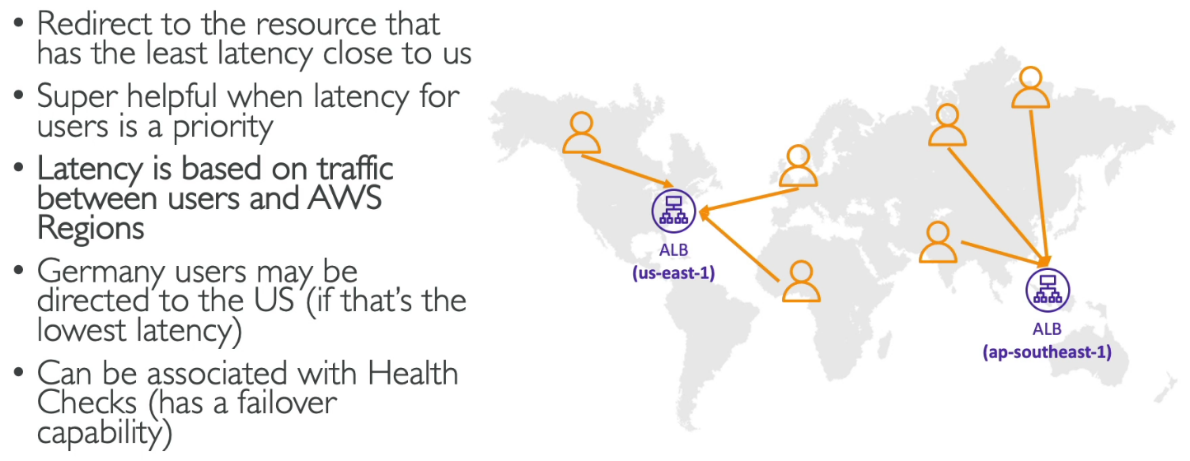 • Redirect to the resource that
has the least latency close to us
• Super helpful when latency for
users is a priority
• Latency is based on traffic
between users and AWS
Regions
• Germany users may be
directed to the US (if that's the
lowest latency)
• Can be associated with Health
Checks (has a failover
capability)
ALB
(us-east-1)
ALB
(ap-southeast-1)